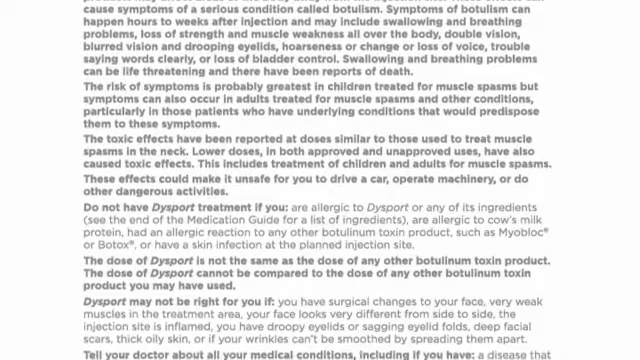 cause symptoms of a serious condition called botulism. Symptoms of botulism can
happen hours to weeks after injection and may include swallowing and breathing
problems, loss of strength and muscle weakness all over the body, double vision,
blurred vision and drooping eyelids, hoarseness or change or loss of voice, trouble
saying words clearly, or loss of bladder control. Swallowing and breathing problems
can be life threatening and there have been reports of death.
The risk of symptoms is probably greatest in children treated for muscle spasms but
symptoms can also occur in adults treated for muscle spasms and other conditions,
particularly in those patients who have underlying conditions that would predispose
them to these symptoms.
The toxic effects have been reported at doses similar to those used to treat muscle
spasms in the neck. Lower doses, in both approved and unapproved uses, have also
caused toxic effects. This includes treatment of children and adults for muscle spasms.
These effects could make it unsafe for you to drive a car, operate machinery, or do
other dangerous activities.
Do not have Dysport treatment if you: are allergic to Dysport or any of its ingredients
(see the end of the Medication Guide for a list of ingredients), are allergic to cow's milk
protein, had an allergic reaction to any other botulinum toxin product, such as Myobloc®
or Botox®, or have a skin infection at the planned injection site.
The dose of Dysport is not the same as the dose of any other botulinum toxin product.
The dose of Dysport cannot be compared to the dose of any other botulinum toxin
product you may have used.
Dysport may not be right for you if: you have surgical changes to your face, very weak
muscles in the treatment area, your face looks very different from side to side, the
injection site is inflamed, you have droopy eyelids or sagging eyelid folds, deep facial
scars, thick oily skin, or if your wrinkles can't be smoothed by spreading them apart.
Tell your doctor about all your medical conditions, including if you have: a disease that